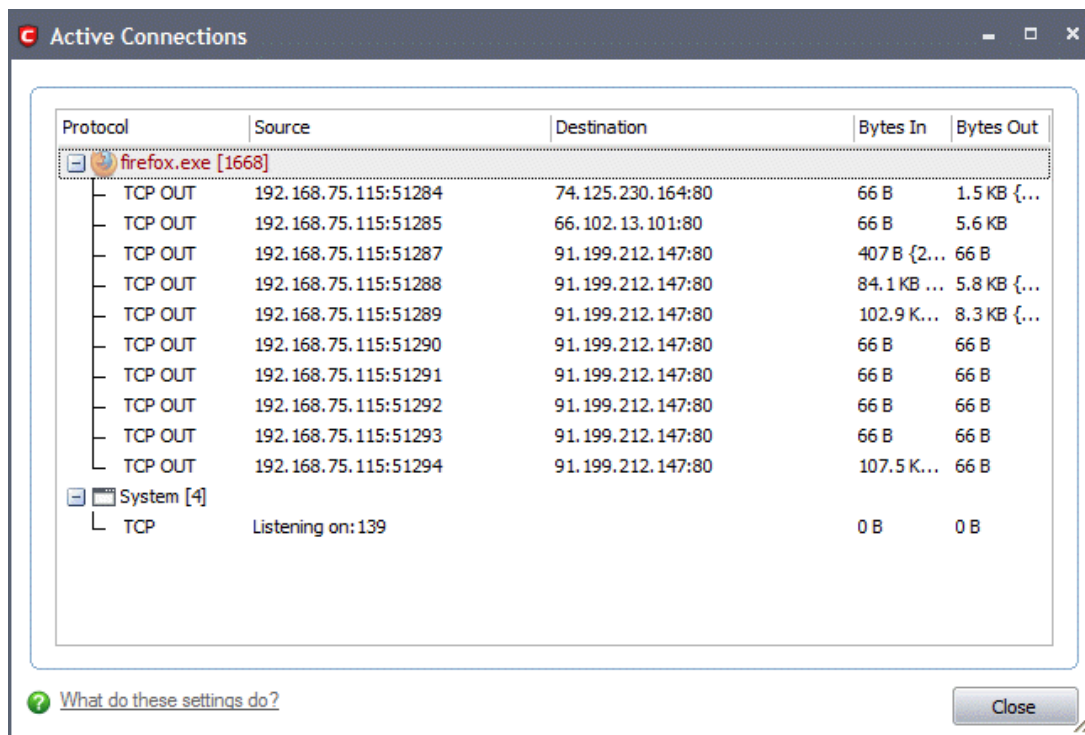 Active Connections
Protocol Source Destination Bytes In Bytes Out
firefox.exe [1668]
TCP OUT 192.168.75.115:51284 74.125.230.164:80 66 B 1.5 KB {...
TCP OUT 192.168.75.115:51285 66.102.13.101:80 66 B 5.6 KB
TCP OUT 192.168.75.115:51287 91.199.212.147:80 407 B {2... 66 B
TCP OUT 192.168.75.115:51288 91.199.212.147:80 84.1 KB ... 5.8 KB {...
TCP OUT 192.168.75.115:51289 91.199.212.147:80 102.9 K... 8.3 KB {...
TCP OUT 192.168.75.115:51290 91.199.212.147:80 66 B 66 B
TCP OUT 192.168.75.115:51291 91.199.212.147:80 66 B 66 B
TCP OUT 192.168.75.115:51292 91.199.212.147:80 66 B 66 B
TCP OUT 192.168.75.115:51293 91.199.212.147:80 66 B 66 B
TCP OUT 192.168.75.115:51294 91.199.212.147:80 107.5 K... 66 B
System [4]
TCP Listening on: 139 0 B 0 B
What do these settings do?
Close